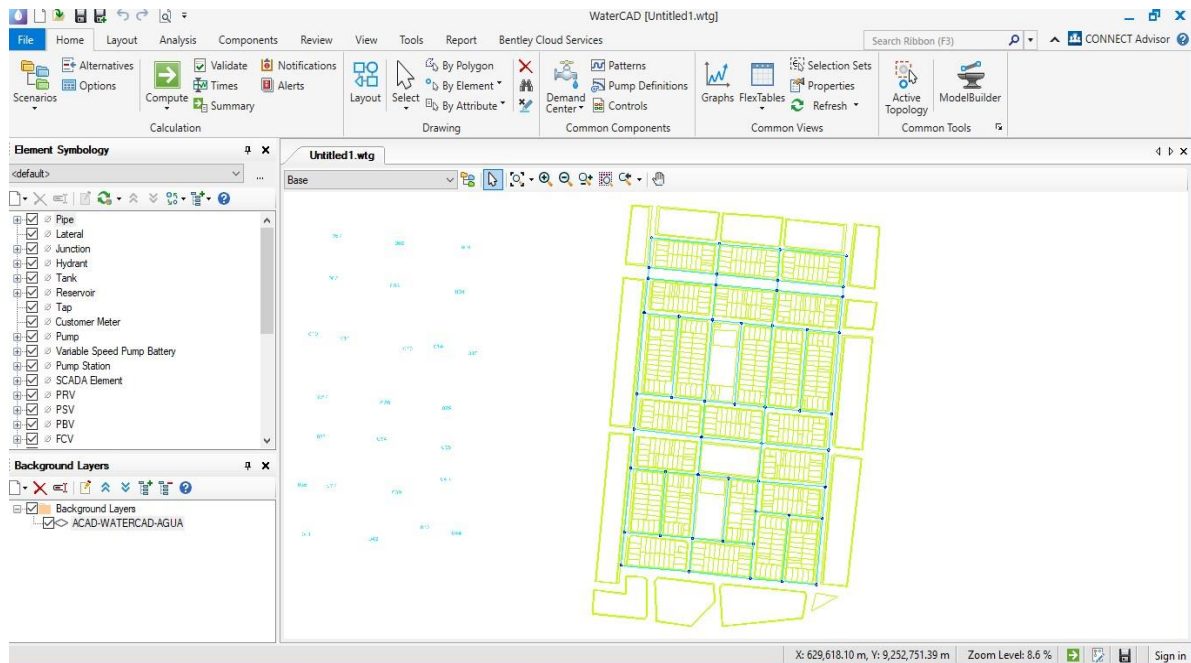 WaterCAD [Untitled1.wtg]
File Home Layout Analysis Components Review View Tools Report Bentley Cloud Services Search Ribbon (F3) CONNECT Advisor
Scenarios Alternatives Options Compute Validate Times Summary Notifications Alerts
Layout Select By Polygon By Element By Attribute
Demand Center Patterns Pump Definitions Controls
Graphs FlexTables Selection Sets Properties Refresh
Active Topology ModelBuilder
Calculation Drawing Common Components Common Views Common Tools
Element Symbology Untitled1.wtg
<default> ... Base
Pipe
Lateral
Junction
Hydrant
Tank
Reservoir
Tap
Customer Meter
Pump
Variable Speed Pump Battery
Pump Station
SCADA Element
PRV
PSV
PBV
FCV
Background Layers
Background Layers
ACAD-WATERCAD-AGUA
X: 629,618.10 m, Y: 9,252,751.39 m Zoom Level: 8.6 % Sign in